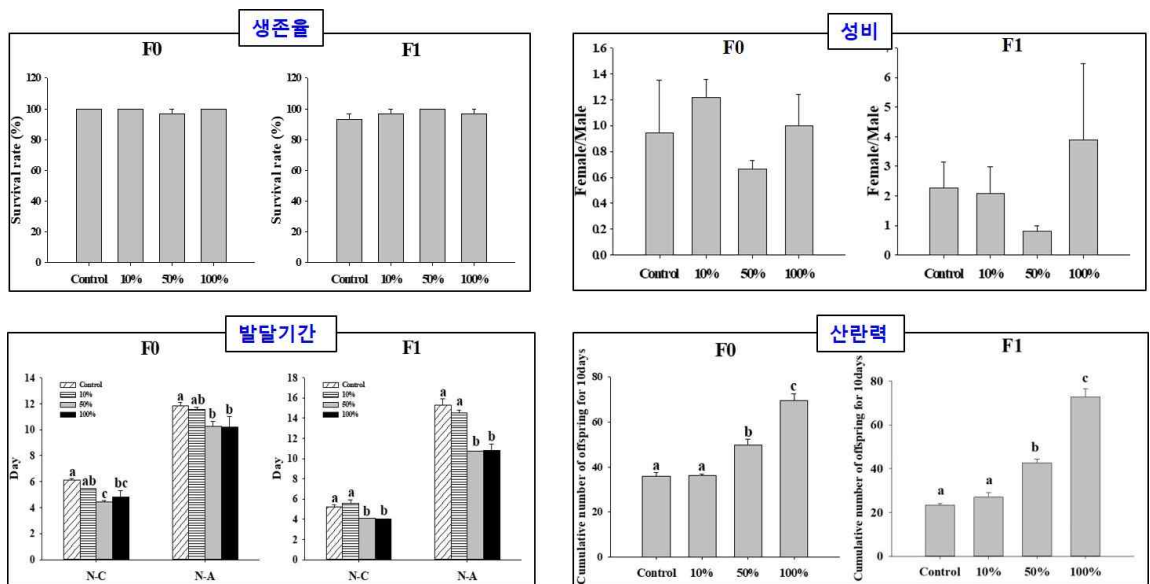 생존율
F0
F1
Survival rate (%)
120
100
80
60
40
20
0
Control 10% 50% 100%
Survival rate (%)
120
100
80
60
40
20
0
Control 10% 50% 100%
성비
F0
F1
Female/Male
1.6
1.4
1.2
1.0
0.8
0.6
0.4
0.2
0.0
Control 10% 50% 100%
Female/Male
7
6
5
4
3
2
1
0
Control 10% 50% 100%
발달기간
F0
F1
Day
14
12
10
8
6
4
2
0
Control
10%
50%
100%
a ab c bc
a ab b b
N-C N-A
18
16
14
12
10
8
6
4
2
0
Control
10%
50%
100%
a a b b
a a b b
N-C N-A
산란력
F0
F1
Cumulative number of offspring for 10days
80
60
40
20
0
a a b c
Control 10% 50% 100%
Cumulative number of offspring for 10days
80
60
40
20
0
a a b c
Control 10% 50% 100%